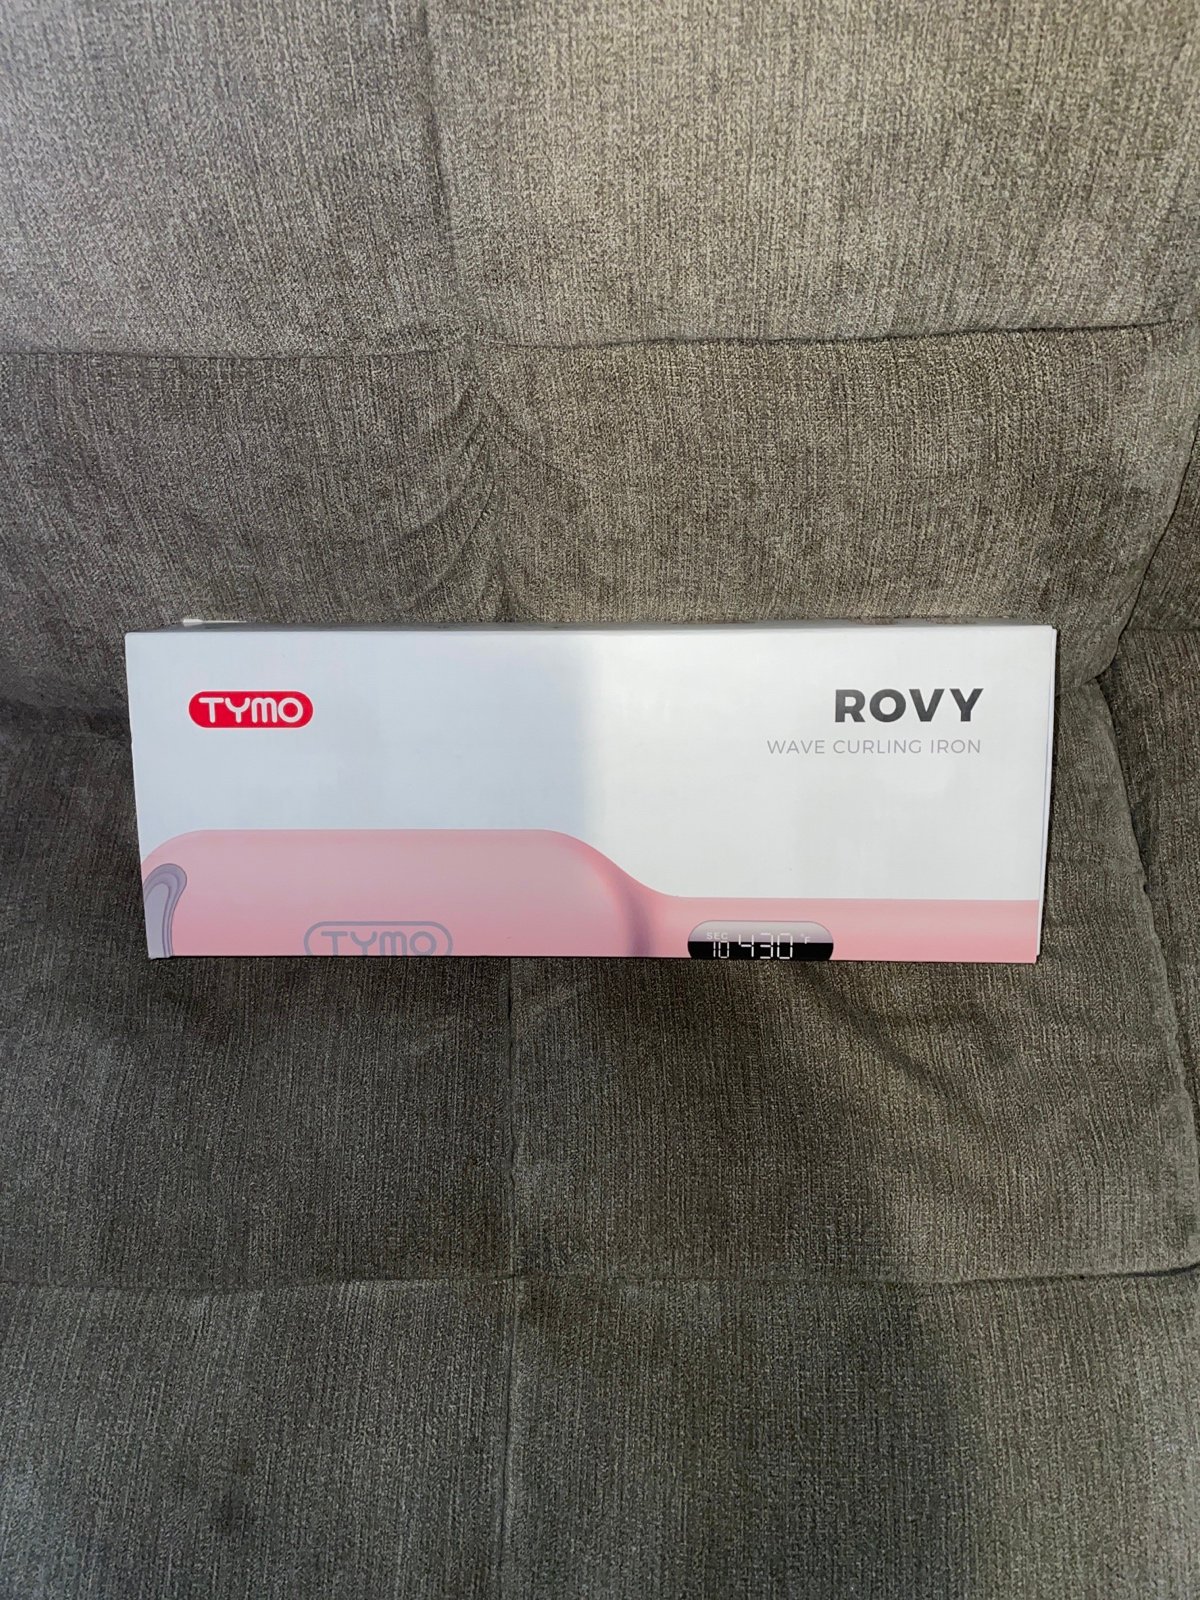 TYMO
ROVY
WAVE CURLING IRON
TYMO
SEC
10 430 °F